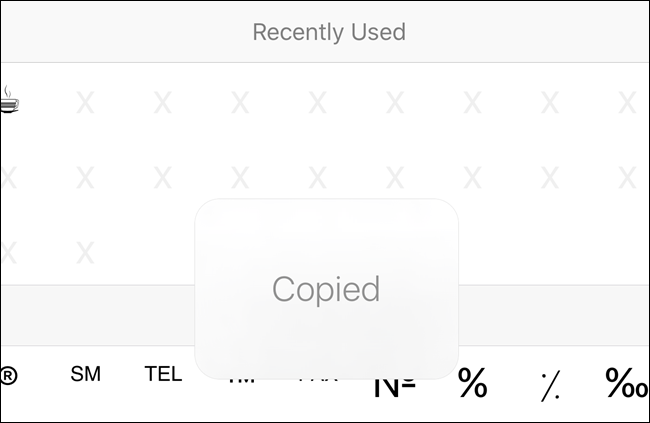 Recently Used
☕ X X X X X X X X
X X X X X X X X X
X X
Copied
® SM TEL № % ⁒ ‰